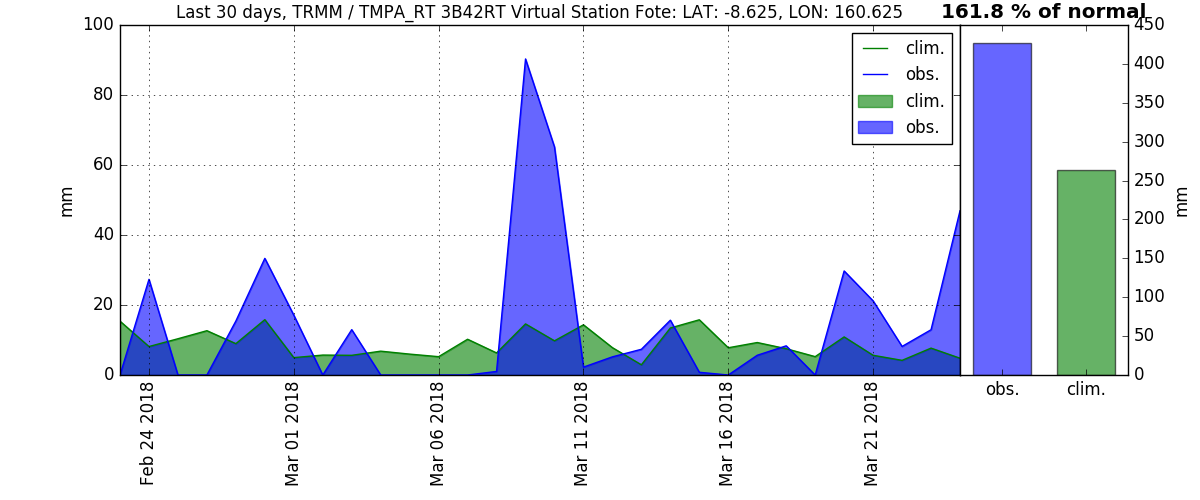 Last 30 days, TRMM / TMPA_RT 3B42RT Virtual Station Fote: LAT: -8.625, LON: 160.625
161.8 % of normal
100
80
60
40
20
0
mm
clim.
obs.
clim.
obs.
450
400
350
300
250
200
150
100
50
0
mm
obs.
clim.
Feb 24 2018
Mar 01 2018
Mar 06 2018
Mar 11 2018
Mar 16 2018
Mar 21 2018